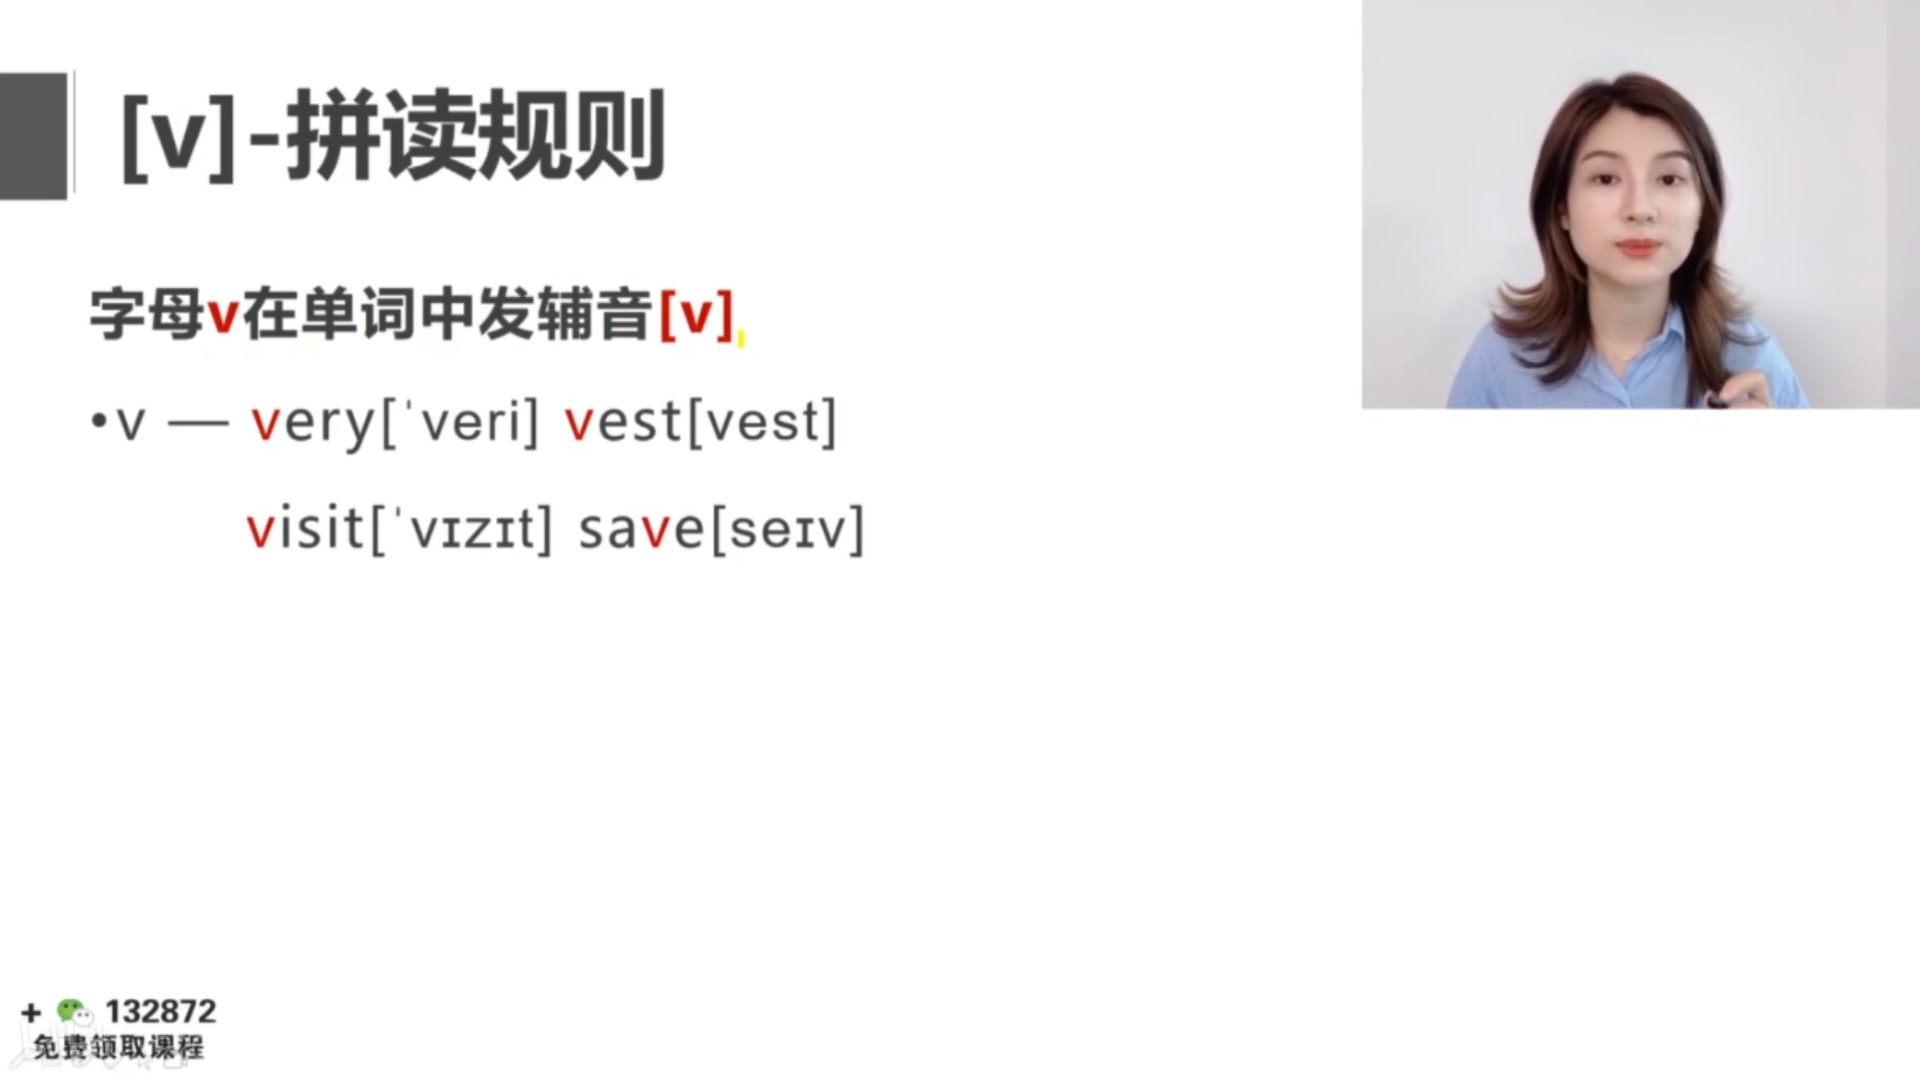 [v]-拼读规则
字母v在单词中发辅音[v]
•v — very[ˈveri] vest[vest]
visit[ˈvɪzɪt] save[seɪv]
+ 132872
免费领取课程